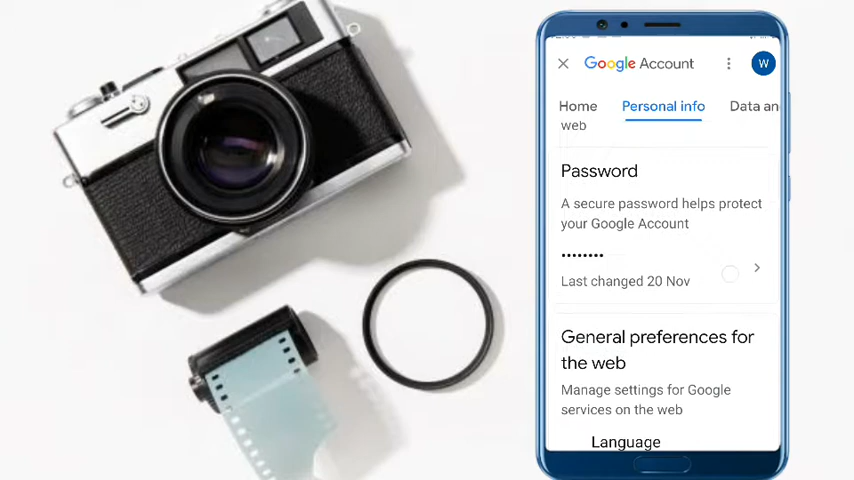 Google Account
W
Home
Personal info
Data an
web
Password
A secure password helps protect
your Google Account
••••••••
Last changed 20 Nov
General preferences for
the web
Manage settings for Google
services on the web
Language